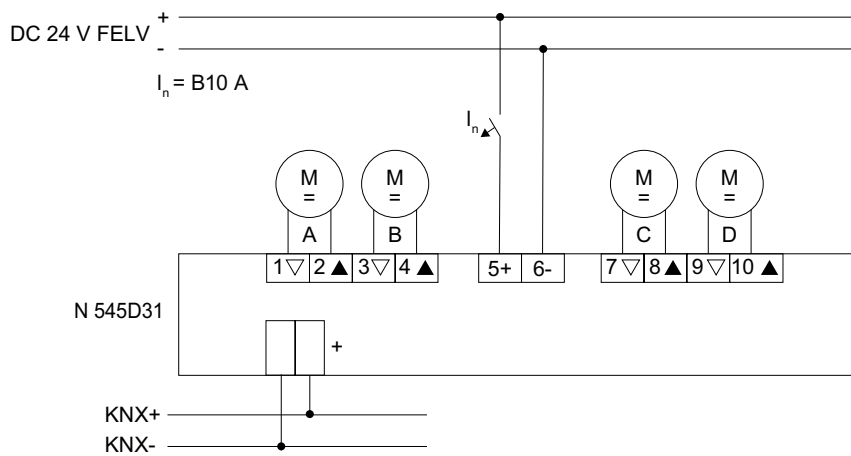 +
DC 24 V FELV
-
In = B10 A
In
M
=
M
=
M
=
M
=
A
B
C
D
1▽ 2▲ 3▽ 4▲ 5+ 6- 7▽ 8▲ 9▽ 10▲
N 545D31
+
KNX+
KNX-